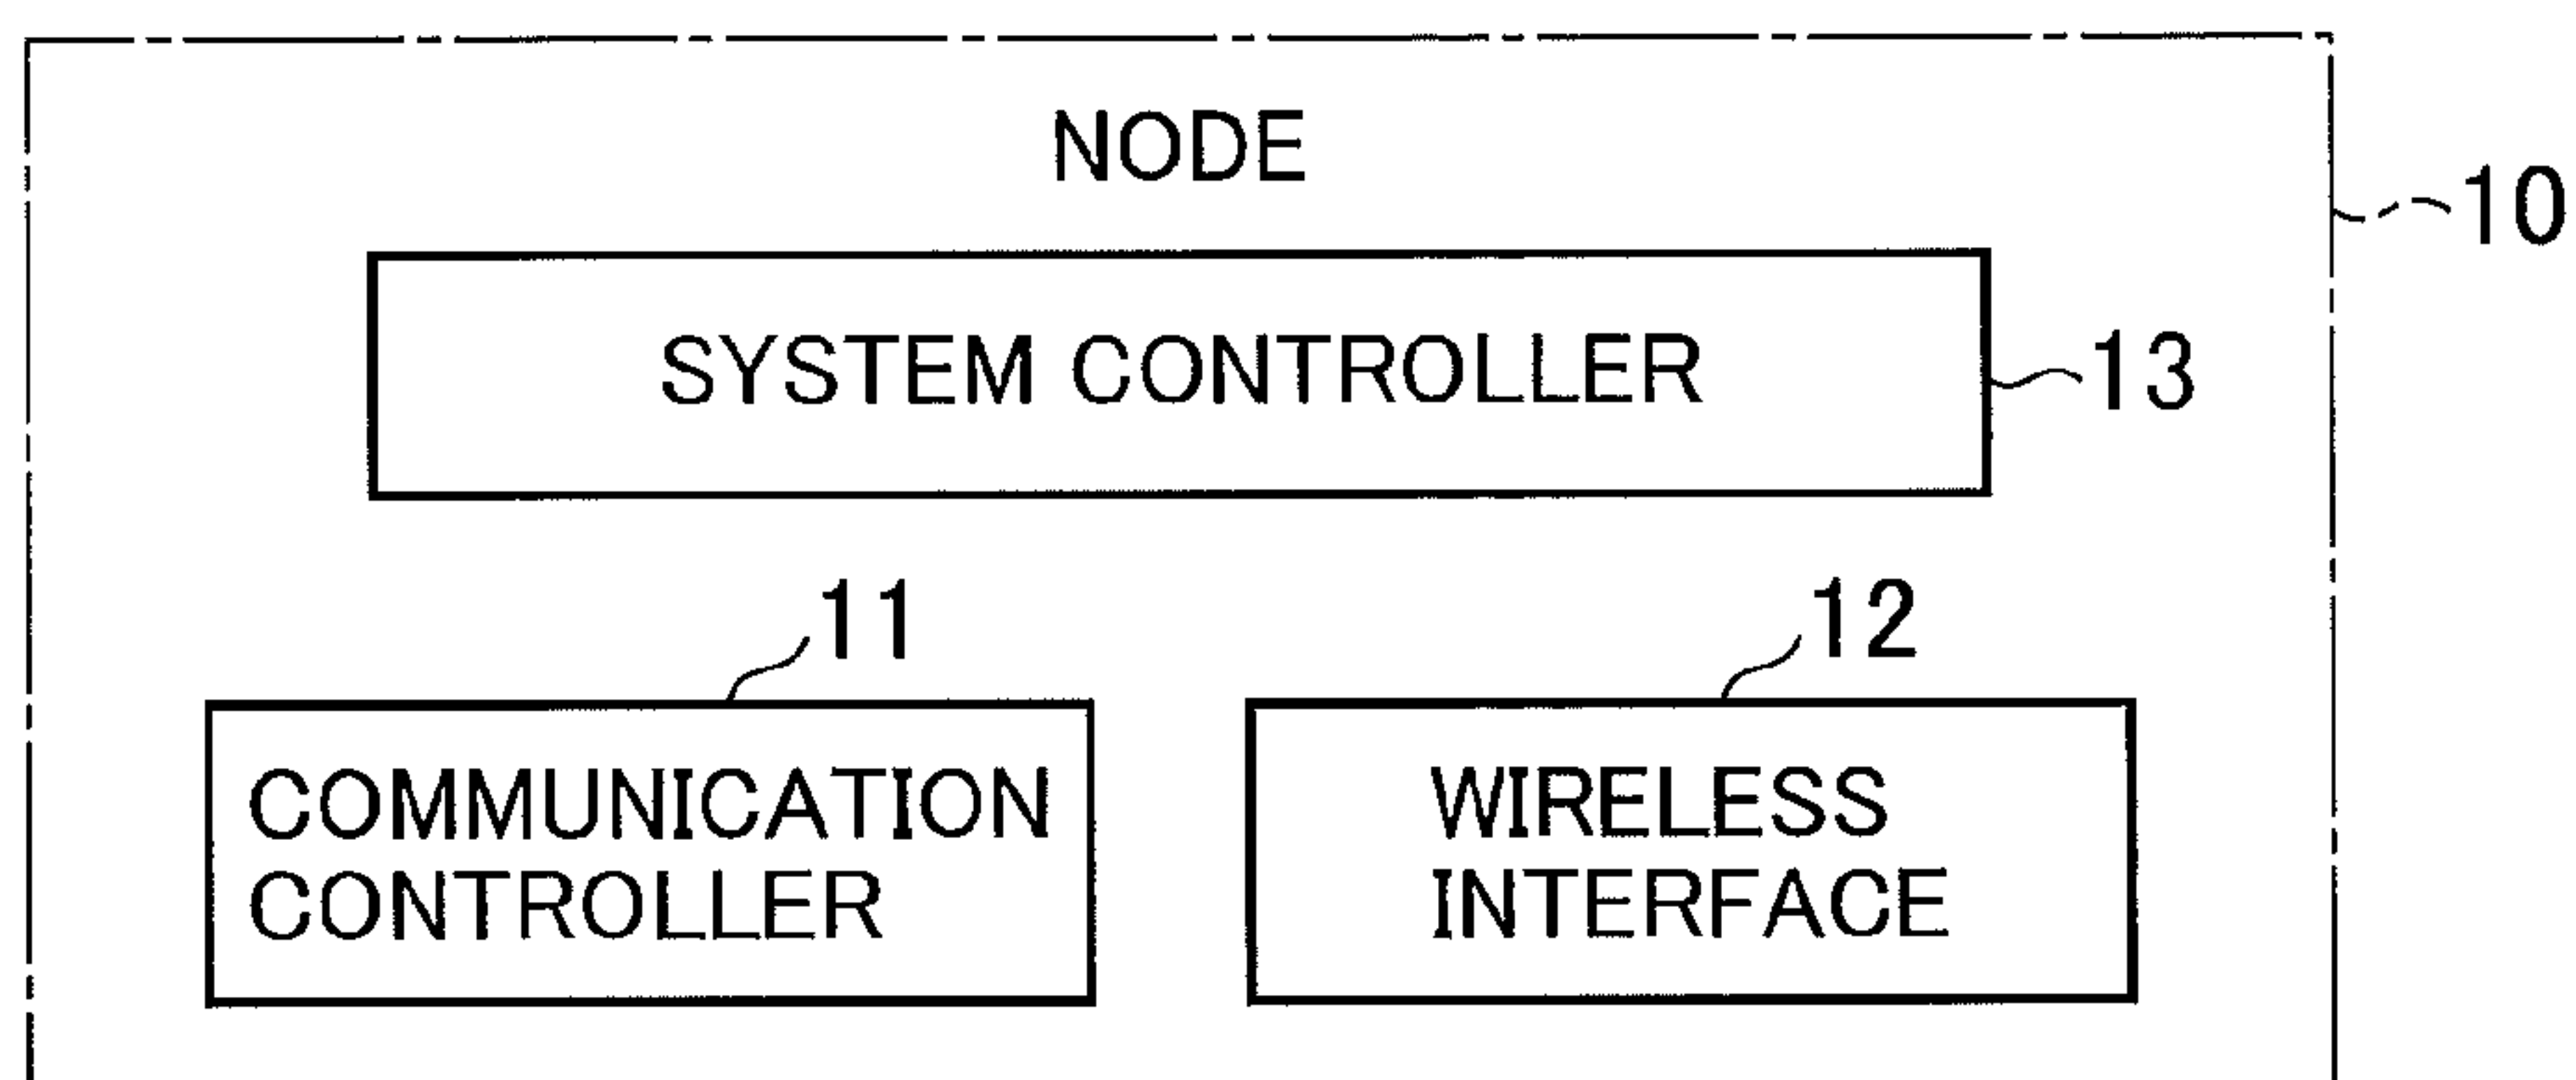 NODE
10
SYSTEM CONTROLLER
13
11
12
COMMUNICATION
CONTROLLER
WIRELESS
INTERFACE